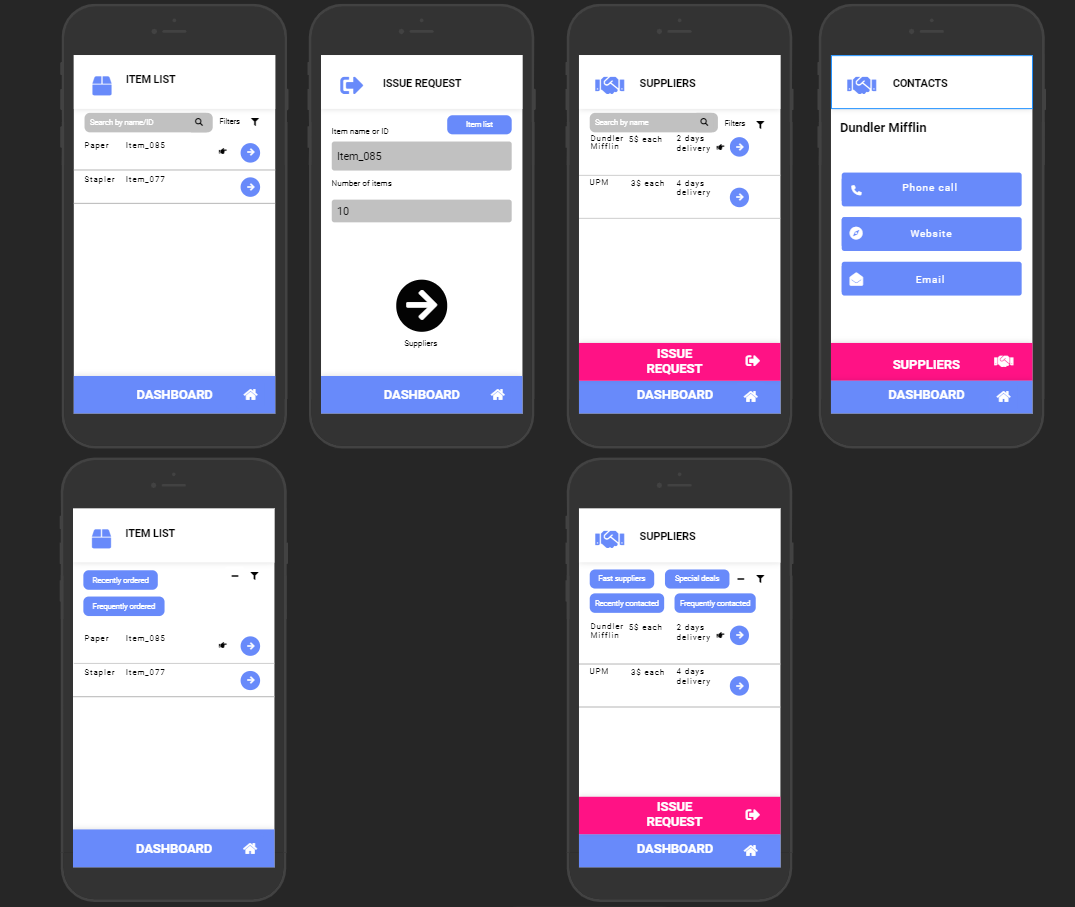 ITEM LIST
Search by name/ID
Filters
Paper Item_085
Stapler Item_077
DASHBOARD
ISSUE REQUEST
Item list
Item name or ID
Item_085
Number of items
10
Suppliers
DASHBOARD
SUPPLIERS
Search by name
Filters
Dundler
Mifflin
5$ each
2 days
delivery
UPM
3$ each
4 days
delivery
ISSUE
REQUEST
DASHBOARD
CONTACTS
Dundler Mifflin
Phone call
Website
Email
SUPPLIERS
DASHBOARD
ITEM LIST
Recently ordered
Frequently ordered
Paper Item_085
Stapler Item_077
DASHBOARD
SUPPLIERS
Fast suppliers
Special deals
Recently contacted
Frequently contacted
Dundler
Mifflin
5$ each
2 days
delivery
UPM
3$ each
4 days
delivery
ISSUE
REQUEST
DASHBOARD